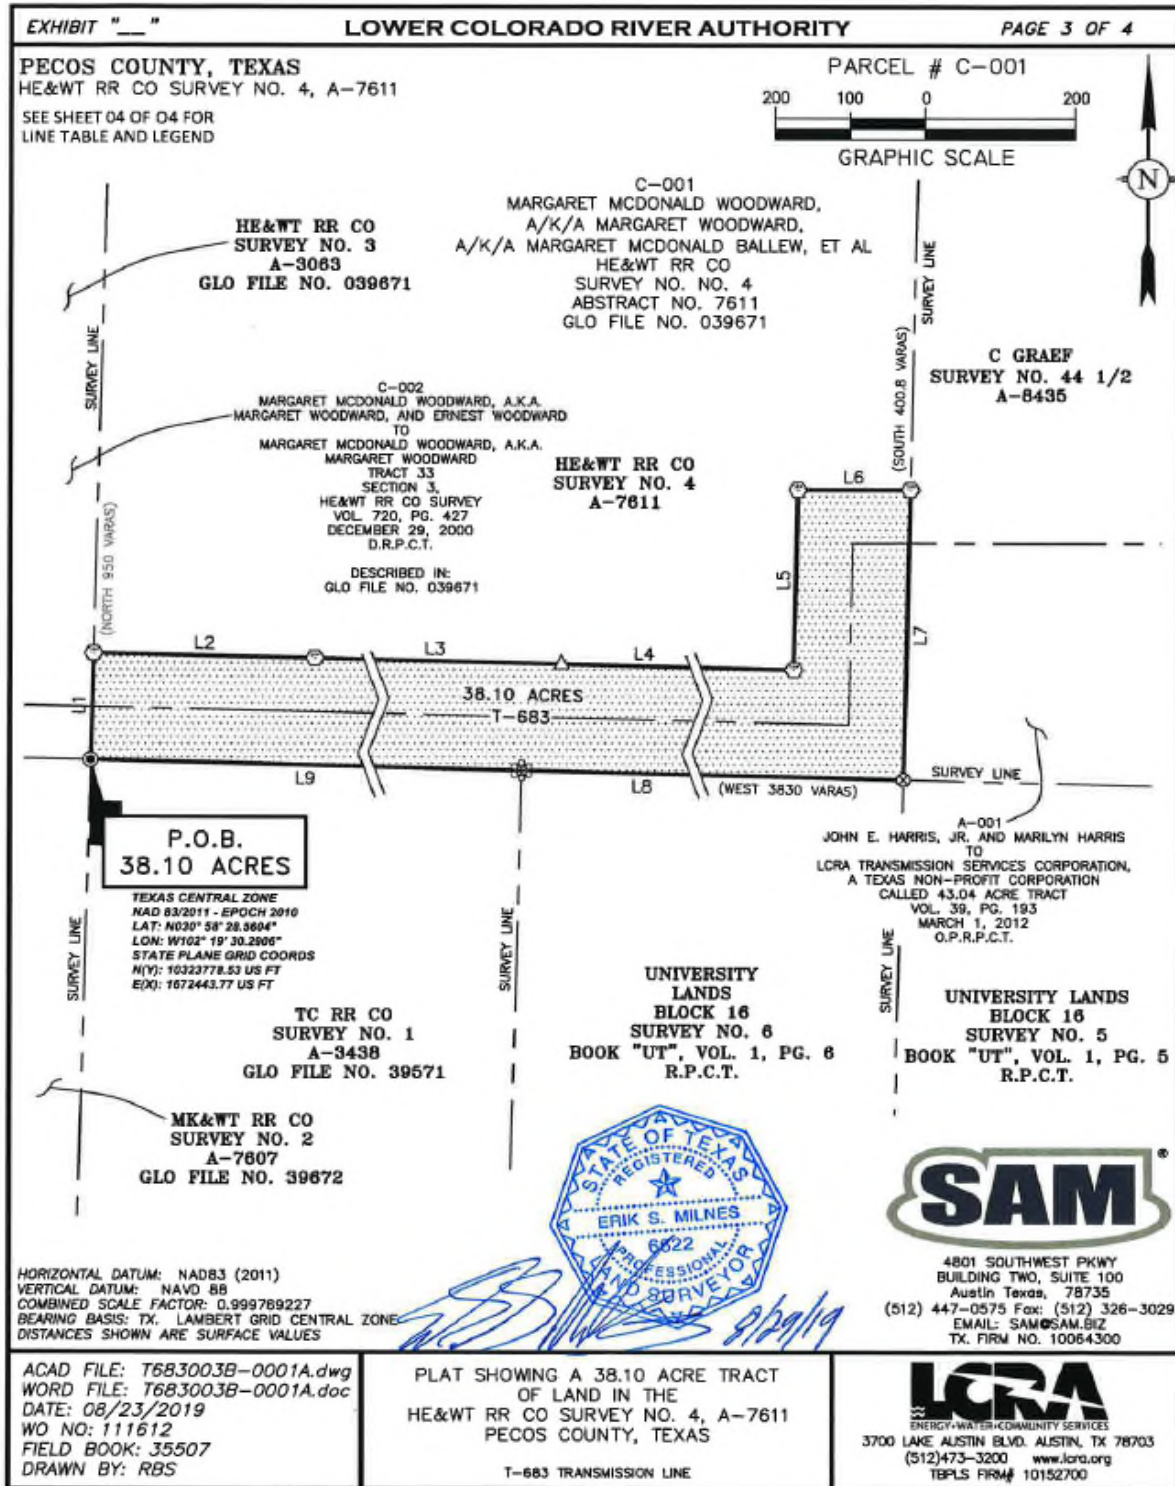 EXHIBIT "__"
LOWER COLORADO RIVER AUTHORITY
PAGE 3 OF 4
PECOS COUNTY, TEXAS
HE&WT RR CO SURVEY NO. 4, A-7611
SEE SHEET 04 OF 04 FOR
LINE TABLE AND LEGEND
PARCEL # C-001
200 100 0 200
GRAPHIC SCALE
N
HE&WT RR CO
SURVEY NO. 3
A-3063
GLO FILE NO. 039671
C-001
MARGARET MCDONALD WOODWARD,
A/K/A MARGARET WOODWARD,
A/K/A MARGARET MCDONALD BALLEW, ET AL
HE&WT RR CO
SURVEY NO. NO. 4
ABSTRACT NO. 7611
GLO FILE NO. 039671
SURVEY LINE
(SOUTH 400.8 VARAS)
C GRAEF
SURVEY NO. 44 1/2
A-8435
SURVEY LINE
(NORTH 950 VARAS)
C-002
MARGARET MCDONALD WOODWARD, A.K.A.
MARGARET WOODWARD, AND ERNEST WOODWARD
TO
MARGARET MCDONALD WOODWARD, A.K.A.
MARGARET WOODWARD
TRACT 33
SECTION 3,
HE&WT RR CO SURVEY
VOL. 720, PG. 427
DECEMBER 29, 2000
D.R.P.C.T.
DESCRIBED IN:
GLO FILE NO. 039671
HE&WT RR CO
SURVEY NO. 4
A-7611
L6
L5
L7
L2
L3
L4
L1
38.10 ACRES
T-683
L9
L8
(WEST 3830 VARAS)
SURVEY LINE
P.O.B.
38.10 ACRES
TEXAS CENTRAL ZONE
NAD 83/2011 - EPOCH 2010
LAT: N030° 58' 28.5604"
LON: W102° 19' 30.2906"
STATE PLANE GRID COORDS
N(Y): 10323778.53 US FT
E(X): 1672443.77 US FT
SURVEY LINE
SURVEY LINE
SURVEY LINE
A-001
JOHN E. HARRIS, JR. AND MARILYN HARRIS
TO
LCRA TRANSMISSION SERVICES CORPORATION,
A TEXAS NON-PROFIT CORPORATION
CALLED 43.04 ACRE TRACT
VOL. 39, PG. 193
MARCH 1, 2012
O.P.R.P.C.T.
TC RR CO
SURVEY NO. 1
A-3438
GLO FILE NO. 39571
UNIVERSITY
LANDS
BLOCK 16
SURVEY NO. 6
BOOK "UT", VOL. 1, PG. 6
R.P.C.T.
UNIVERSITY LANDS
BLOCK 16
SURVEY NO. 5
BOOK "UT", VOL. 1, PG. 5
R.P.C.T.
MK&WT RR CO
SURVEY NO. 2
A-7607
GLO FILE NO. 39672
STATE OF TEXAS
REGISTERED
ERIK S. MILNES
6622
PROFESSIONAL
LAND SURVEYOR
8/29/19
SAM®
4801 SOUTHWEST PKWY
BUILDING TWO, SUITE 100
Austin Texas, 78735
(512) 447-0575 Fax: (512) 326-3029
EMAIL: SAM@SAM.BIZ
TX. FIRM NO. 10064300
HORIZONTAL DATUM: NAD83 (2011)
VERTICAL DATUM: NAVD 88
COMBINED SCALE FACTOR: 0.999769227
BEARING BASIS: TX. LAMBERT GRID CENTRAL ZONE
DISTANCES SHOWN ARE SURFACE VALUES
ACAD FILE: T683003B-0001A.dwg
WORD FILE: T683003B-0001A.doc
DATE: 08/23/2019
WO NO: 111612
FIELD BOOK: 35507
DRAWN BY: RBS
PLAT SHOWING A 38.10 ACRE TRACT
OF LAND IN THE
HE&WT RR CO SURVEY NO. 4, A-7611
PECOS COUNTY, TEXAS
T-683 TRANSMISSION LINE
LCRA
ENERGY•WATER•COMMUNITY SERVICES
3700 LAKE AUSTIN BLVD. AUSTIN, TX 78703
(512)473-3200 www.lcra.org
TBPLS FIRM# 10152700